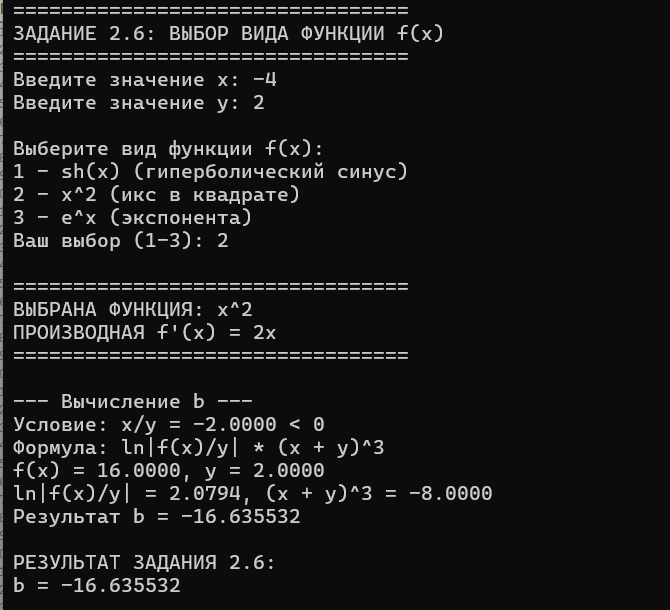 =================================
ЗАДАНИЕ 2.6: ВЫБОР ВИДА ФУНКЦИИ f(x)
=================================
Введите значение x: -4
Введите значение y: 2
Выберите вид функции f(x):
1 - sh(x) (гиперболический синус)
2 - x^2 (икс в квадрате)
3 - e^x (экспонента)
Ваш выбор (1-3): 2
=================================
ВЫБРАНА ФУНКЦИЯ: x^2
ПРОИЗВОДНАЯ f'(x) = 2x
=================================
--- Вычисление b ---
Условие: x/y = -2.0000 < 0
Формула: ln|f(x)/y| * (x + y)^3
f(x) = 16.0000, y = 2.0000
ln|f(x)/y| = 2.0794, (x + y)^3 = -8.0000
Результат b = -16.635532
РЕЗУЛЬТАТ ЗАДАНИЯ 2.6:
b = -16.635532